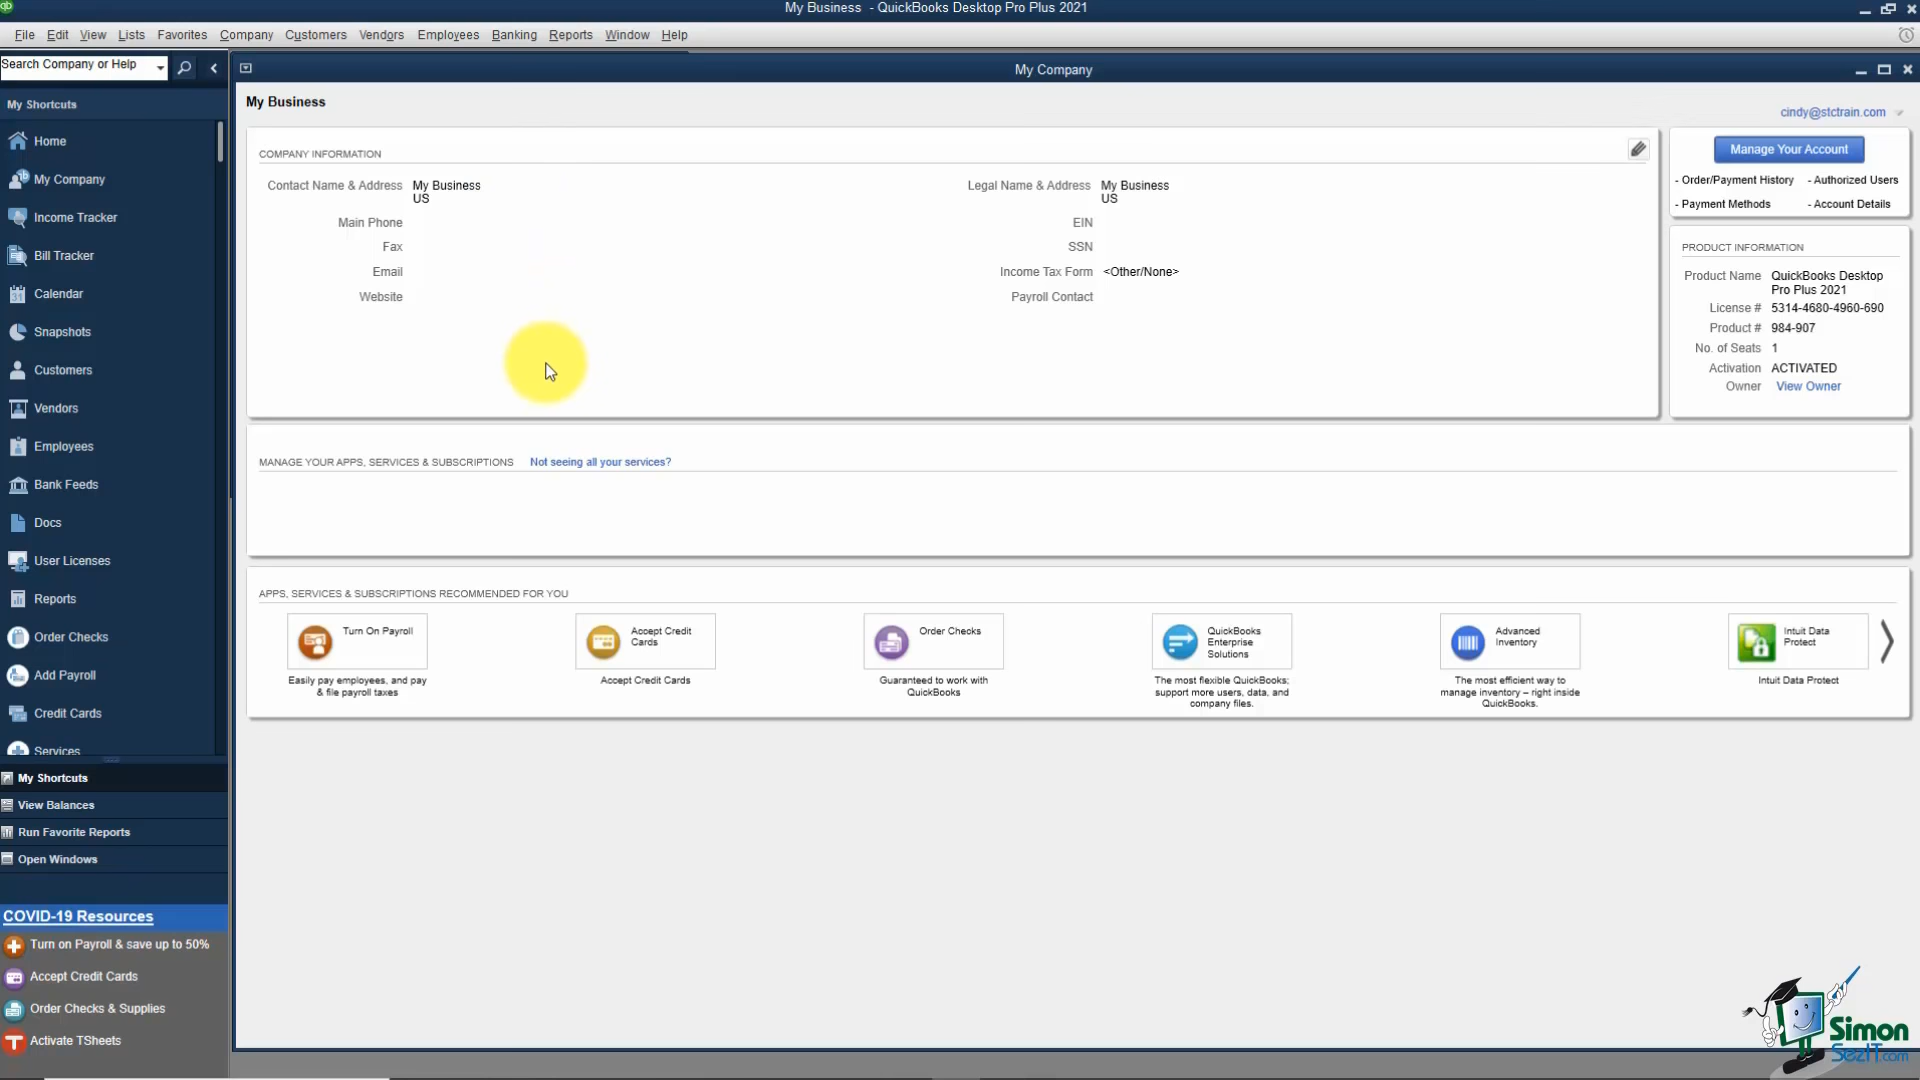 My Business - QuickBooks Desktop Pro Plus 2021
File Edit View Lists Favorites Company Customers Vendors Employees Banking Reports Window Help
Search Company or Help
My Company
My Shortcuts
Home
My Company
Income Tracker
Bill Tracker
Calendar
Snapshots
Customers
Vendors
Employees
Bank Feeds
Docs
User Licenses
Reports
Order Checks
Add Payroll
Credit Cards
Services
My Shortcuts
View Balances
Run Favorite Reports
Open Windows
COVID-19 Resources
Turn on Payroll & save up to 50%
Accept Credit Cards
Order Checks & Supplies
Activate TSheets
My Business
cindy@stctrain.com
COMPANY INFORMATION
Contact Name & Address My Business
US
Main Phone
Fax
Email
Website
Legal Name & Address My Business
US
EIN
SSN
Income Tax Form <Other/None>
Payroll Contact
Manage Your Account
- Order/Payment History - Authorized Users
- Payment Methods - Account Details
PRODUCT INFORMATION
Product Name QuickBooks Desktop
Pro Plus 2021
License # 5314-4680-4960-690
Product # 984-907
No. of Seats 1
Activation ACTIVATED
Owner View Owner
MANAGE YOUR APPS, SERVICES & SUBSCRIPTIONS Not seeing all your services?
APPS, SERVICES & SUBSCRIPTIONS RECOMMENDED FOR YOU
Turn On Payroll
Easily pay employees, and pay
& file payroll taxes
Accept Credit
Cards
Accept Credit Cards
Order Checks
Guaranteed to work with
QuickBooks
QuickBooks
Enterprise
Solutions
The most flexible QuickBooks;
support more users, data, and
company files.
Advanced
Inventory
The most efficient way to
manage inventory – right inside
QuickBooks.
Intuit Data
Protect
Intuit Data Protect
Simon
SezIT.com